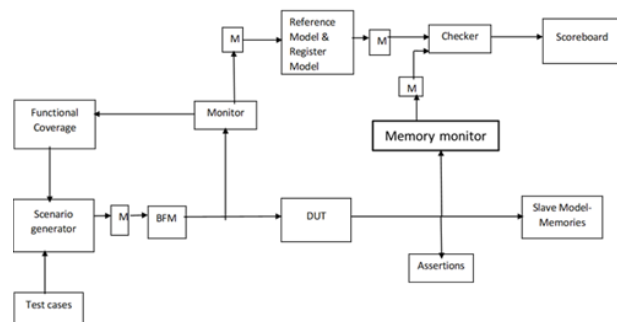 Reference
Model &
Register
Model
M
M
Checker
Scoreboard
M
Functional
Coverage
Monitor
Memory monitor
Scenario
generator
M
BFM
DUT
Slave Model-
Memories
Assertions
Test cases